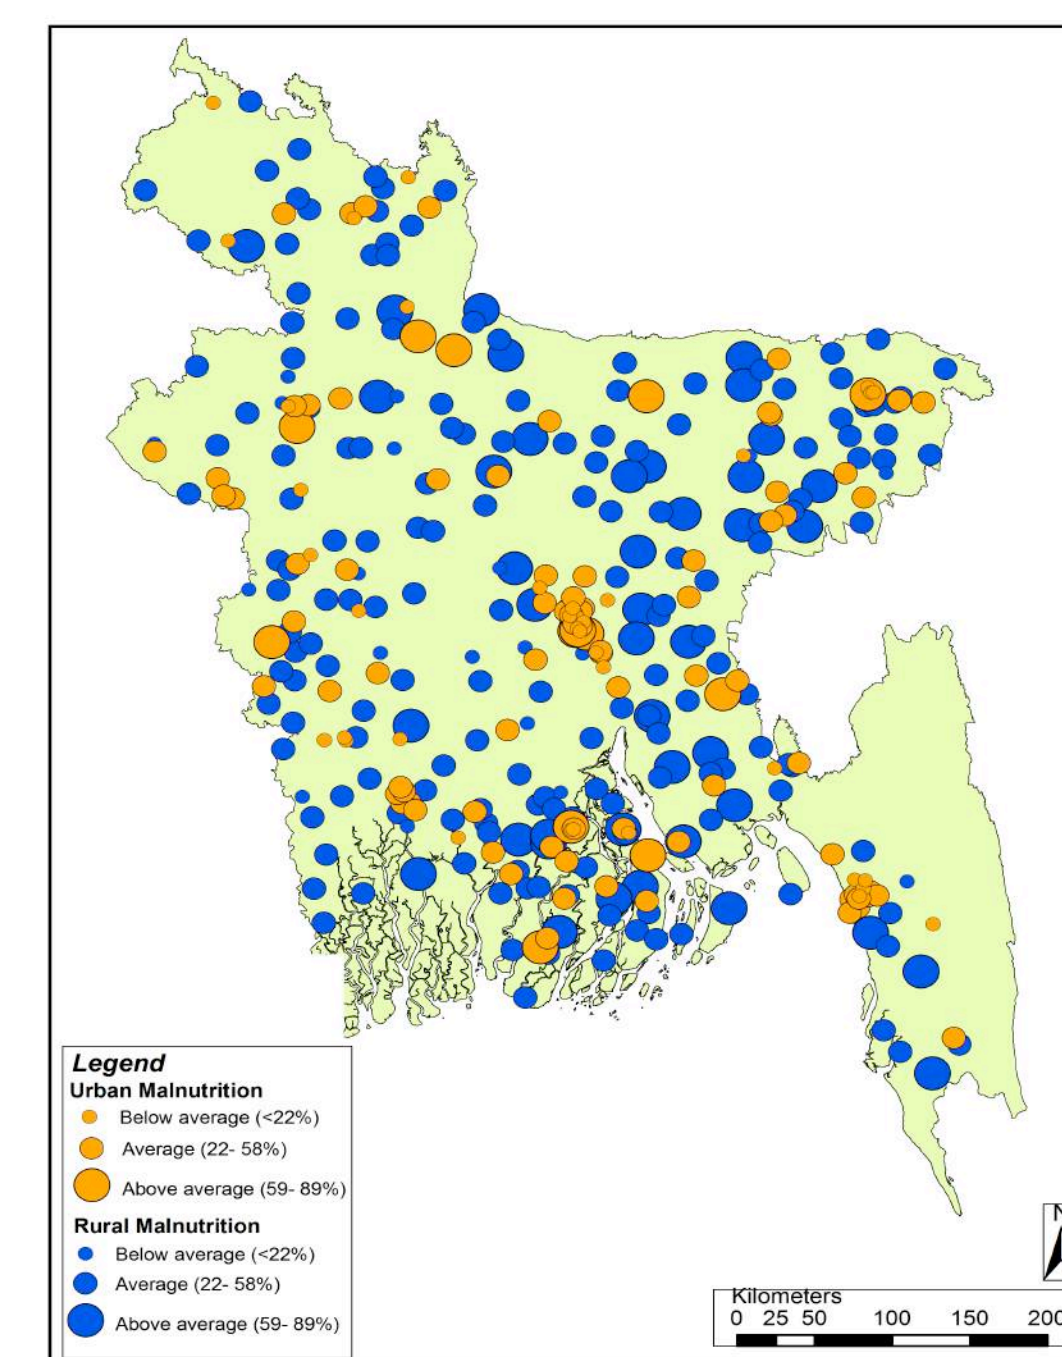 Legend
Urban Malnutrition
Below average (<22%)
Average (22- 58%)
Above average (59- 89%)
Rural Malnutrition
Below average (<22%)
Average (22- 58%)
Above average (59- 89%)
N
Kilometers
0 25 50 100 150 200